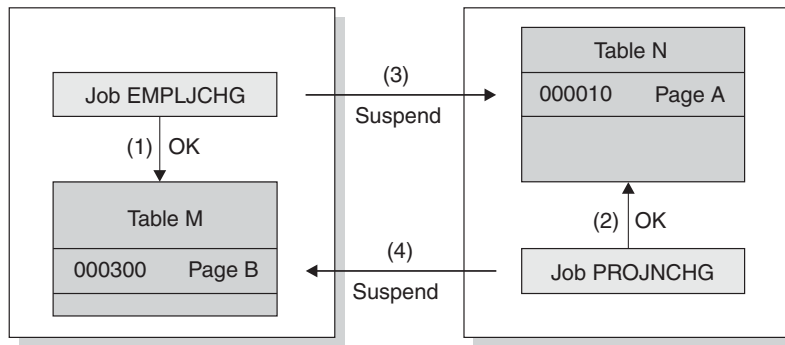 Job EMPLJCHG
(1) OK
Table M
000300 Page B
(3)
Suspend
(4)
Suspend
Table N
000010 Page A
(2) OK
Job PROJNCHG